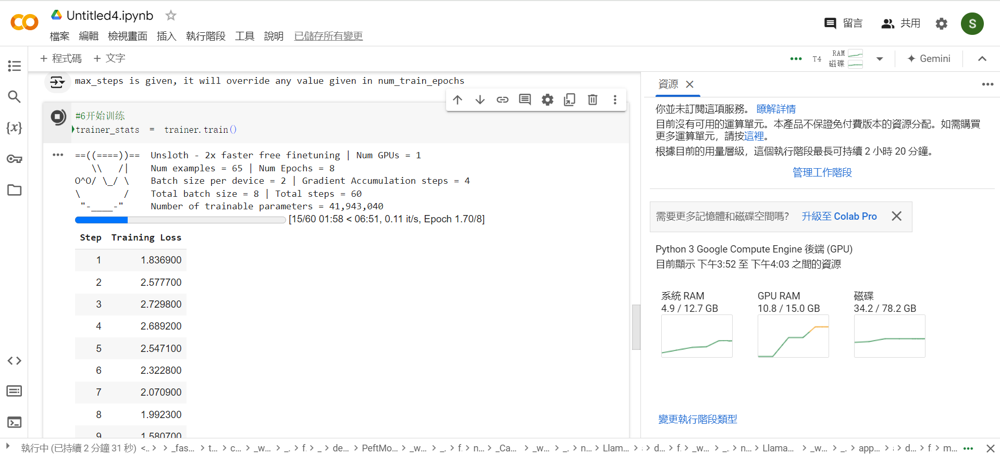 Untitled4.ipynb
檔案 編輯 檢視畫面 插入 執行階段 工具 說明 已儲存所有變更
留言 共用 S
+ 程式碼 + 文字
T4 RAM 磁碟 Gemini
max_steps is given, it will override any value given in num_train_epochs
#6开始训练
trainer_stats = trainer.train()
==((====))== Unsloth - 2x faster free finetuning | Num GPUs = 1
\\ /| Num examples = 65 | Num Epochs = 8
O^O/ \_/ \ Batch size per device = 2 | Gradient Accumulation steps = 4
\ / Total batch size = 8 | Total steps = 60
"-____-" Number of trainable parameters = 41,943,040
[15/60 01:58 < 06:51, 0.11 it/s, Epoch 1.70/8]
Step Training Loss
1 1.836900
2 2.577700
3 2.729800
4 2.689200
5 2.547100
6 2.322800
7 2.070900
8 1.992300
9 1.580700
資源
你並未訂閱這項服務。 瞭解詳情
目前沒有可用的運算單元。本產品不保證免付費版本的資源分配。如需購買
更多運算單元，請按這裡。
根據目前的用量層級，這個執行階段最長可持續 2 小時 20 分鐘。
管理工作階段
需要更多記憶體和磁碟空間嗎？ 升級至 Colab Pro
Python 3 Google Compute Engine 後端 (GPU)
目前顯示 下午3:52 至 下午4:03 之間的資源
系統 RAM
4.9 / 12.7 GB
GPU RAM
10.8 / 15.0 GB
磁碟
34.2 / 78.2 GB
變更執行階段類型
執行中 (已持續 2 分鐘 31 秒) <... > > _fas... > t... > c... > _w... > _. > f. > _ > de... > PeftMo... > _w... > _. > f. > n... > _Ca... > _w... > _. > n... > Llam... > d... > f. > _w... > _. > n... > Llama... > _w... > _. > app... > d... > f > m...